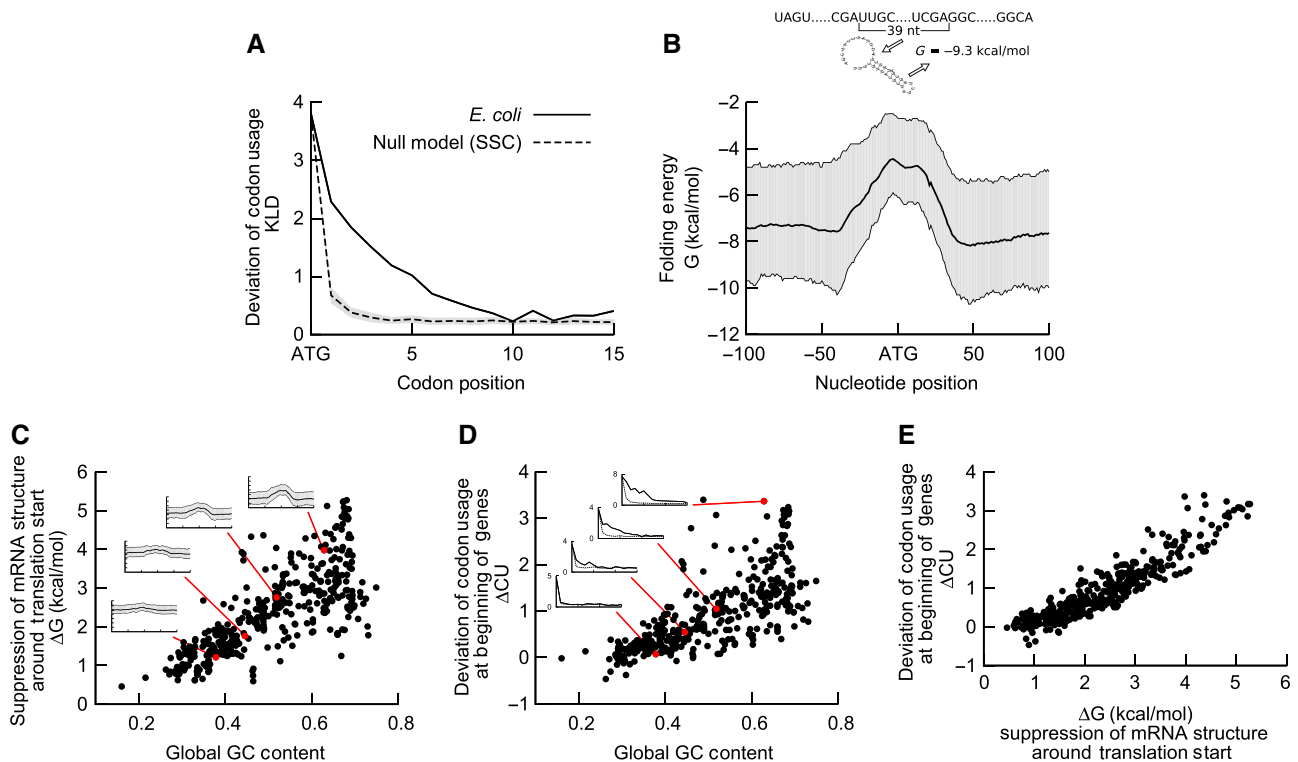 A
B
UAGU.....CGAUUGC....UCGAGGC.....GGCA
39 nt
G = −9.3 kcal/mol
Deviation of codon usage
KLD
4
3
2
1
0
E. coli
Null model (SSC)
ATG
5
10
15
Codon position
Folding energy
G (kcal/mol)
−2
−4
−6
−8
−10
−12
−100
−50
ATG
50
100
Nucleotide position
C
D
E
Suppression of mRNA structure
around translation start
ΔG (kcal/mol)
6
5
4
3
2
1
0
0.2
0.4
0.6
0.8
Global GC content
Deviation of codon usage
at beginning of genes
ΔCU
4
3
2
1
0
−1
8
0
4
0
4
0
5
0
0.2
0.4
0.6
0.8
Global GC content
Deviation of codon usage
at beginning of genes
ΔCU
4
3
2
1
0
−1
0
1
2
3
4
5
6
ΔG (kcal/mol)
suppression of mRNA structure
around translation start